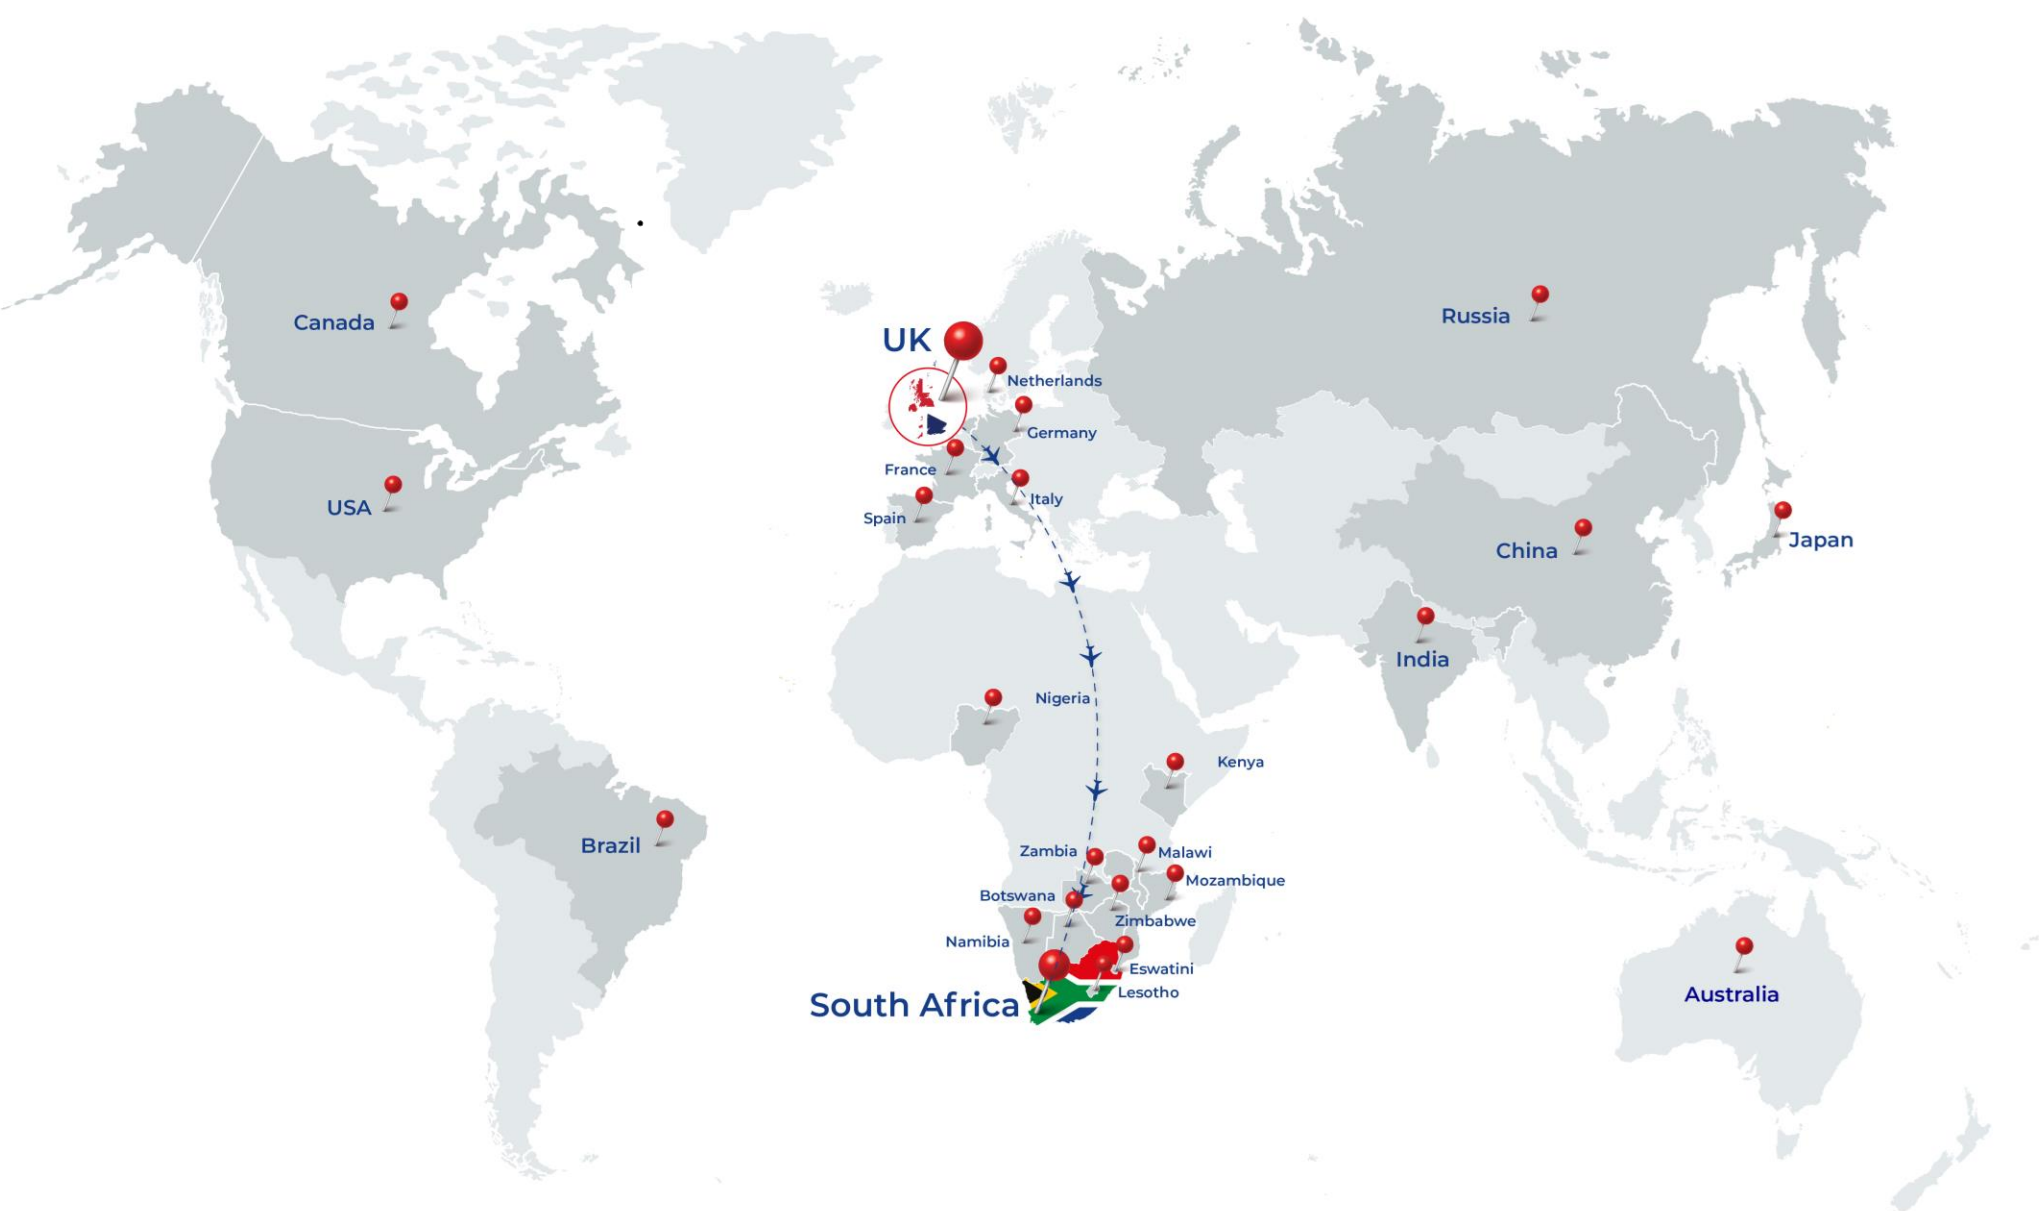 Canada
Russia
UK
Netherlands
Germany
France
Italy
USA
Spain
Japan
China
India
Nigeria
Kenya
Brazil
Zambia
Malawi
Mozambique
Botswana
Zimbabwe
Namibia
Eswatini
Lesotho
South Africa
Australia